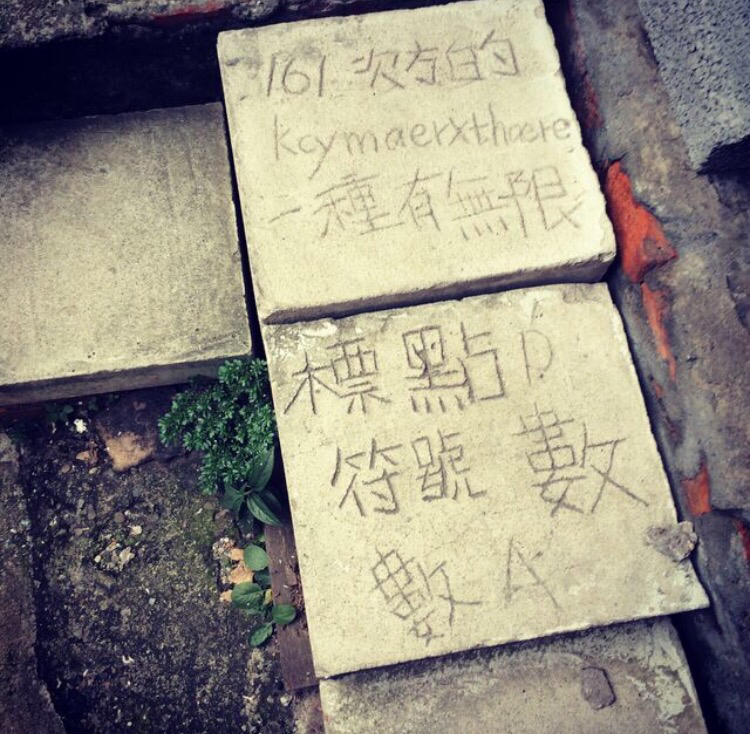 161 次方的
kcymaerxthaere
一種有無限
標點 D
符號 數
數 A